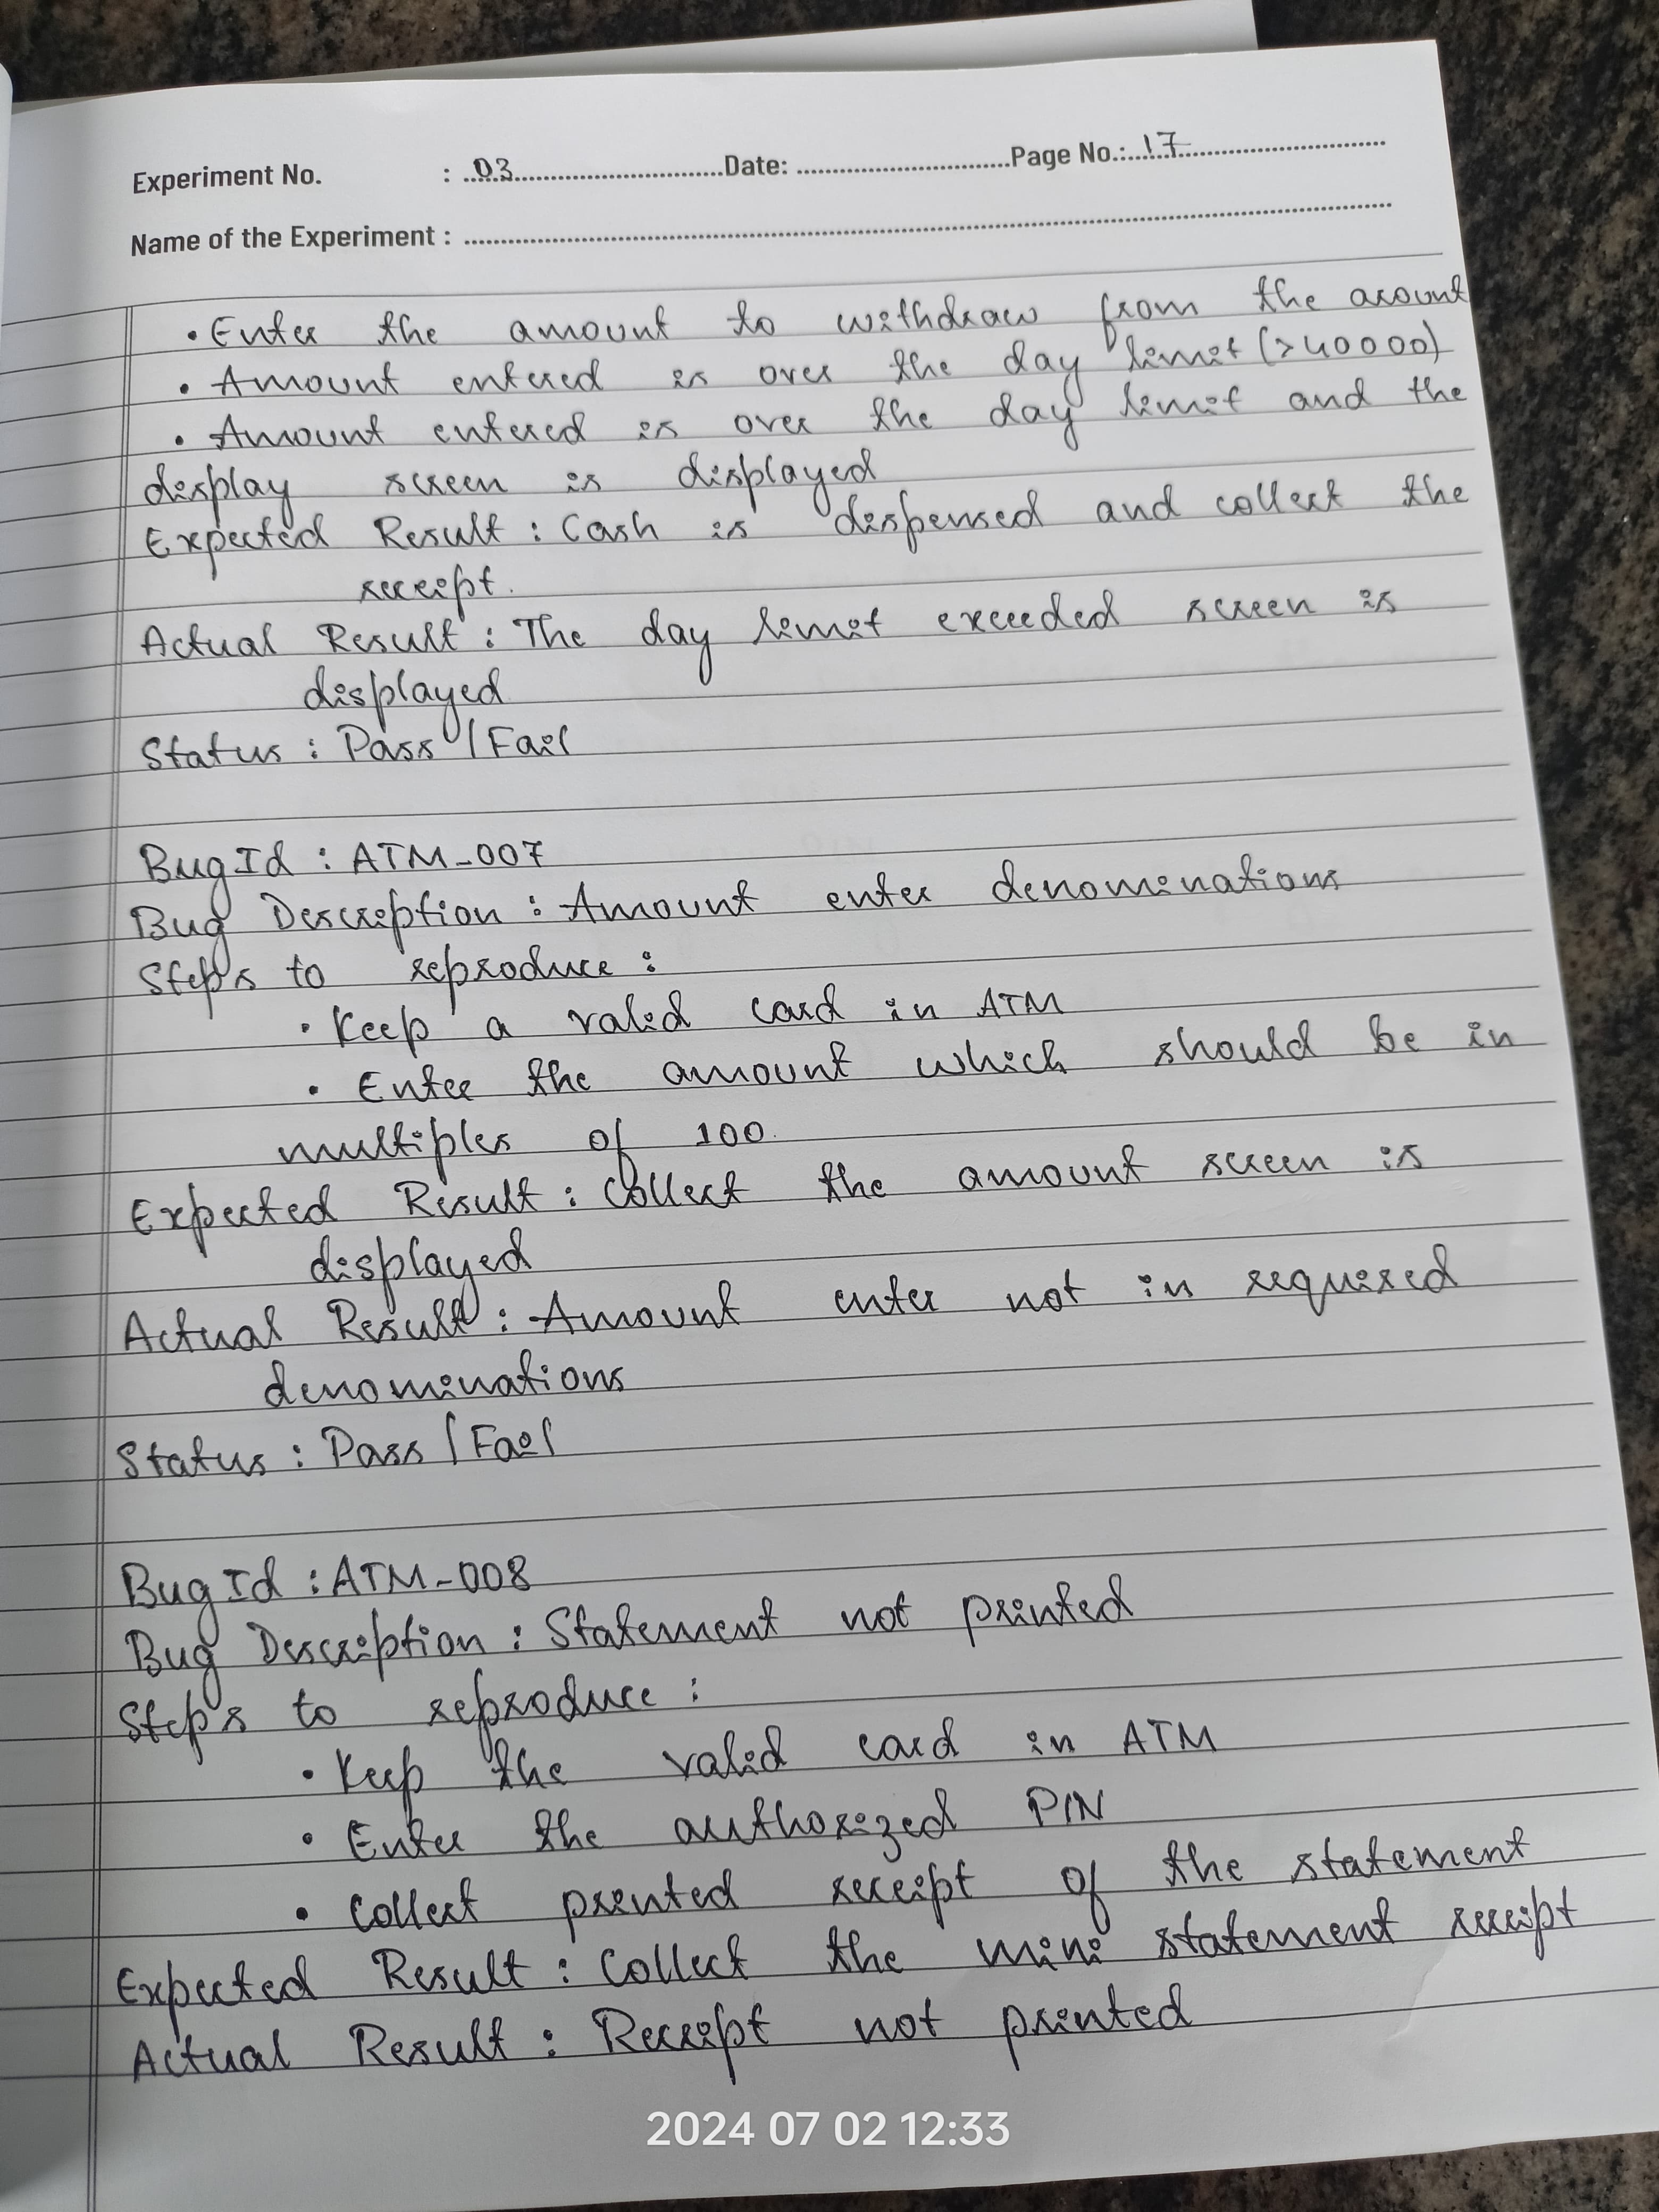 Experiment No. : 03 Date: Page No.: 17
Name of the Experiment :
• Enter the amount to withdraw from the acount
• Amount entered is over the day limit (>40000)
• Amount entered is over the day limit and the
display screen is displayed
Expected Result : Cash is dispensed and collect the
receipt.
Actual Result : The day limit exceeded screen is
displayed
Status : Pass / Fail
Bug Id : ATM-007
Bug Description : Amount enter denominations
Steps to reproduce :
• Keep a valid card in ATM
• Enter the amount which should be in
multiples of 100.
Expected Result : Collect the amount screen is
displayed
Actual Result : Amount enter not in required
denominations
Status : Pass / Fail
Bug Id : ATM-008
Bug Description : Statement not printed
Steps to reproduce :
• Keep the valid card in ATM
• Enter the authorized PIN
• Collect printed receipt of the statement
Expected Result : Collect the mini statement receipt
Actual Result : Receipt not printed
2024 07 02 12:33